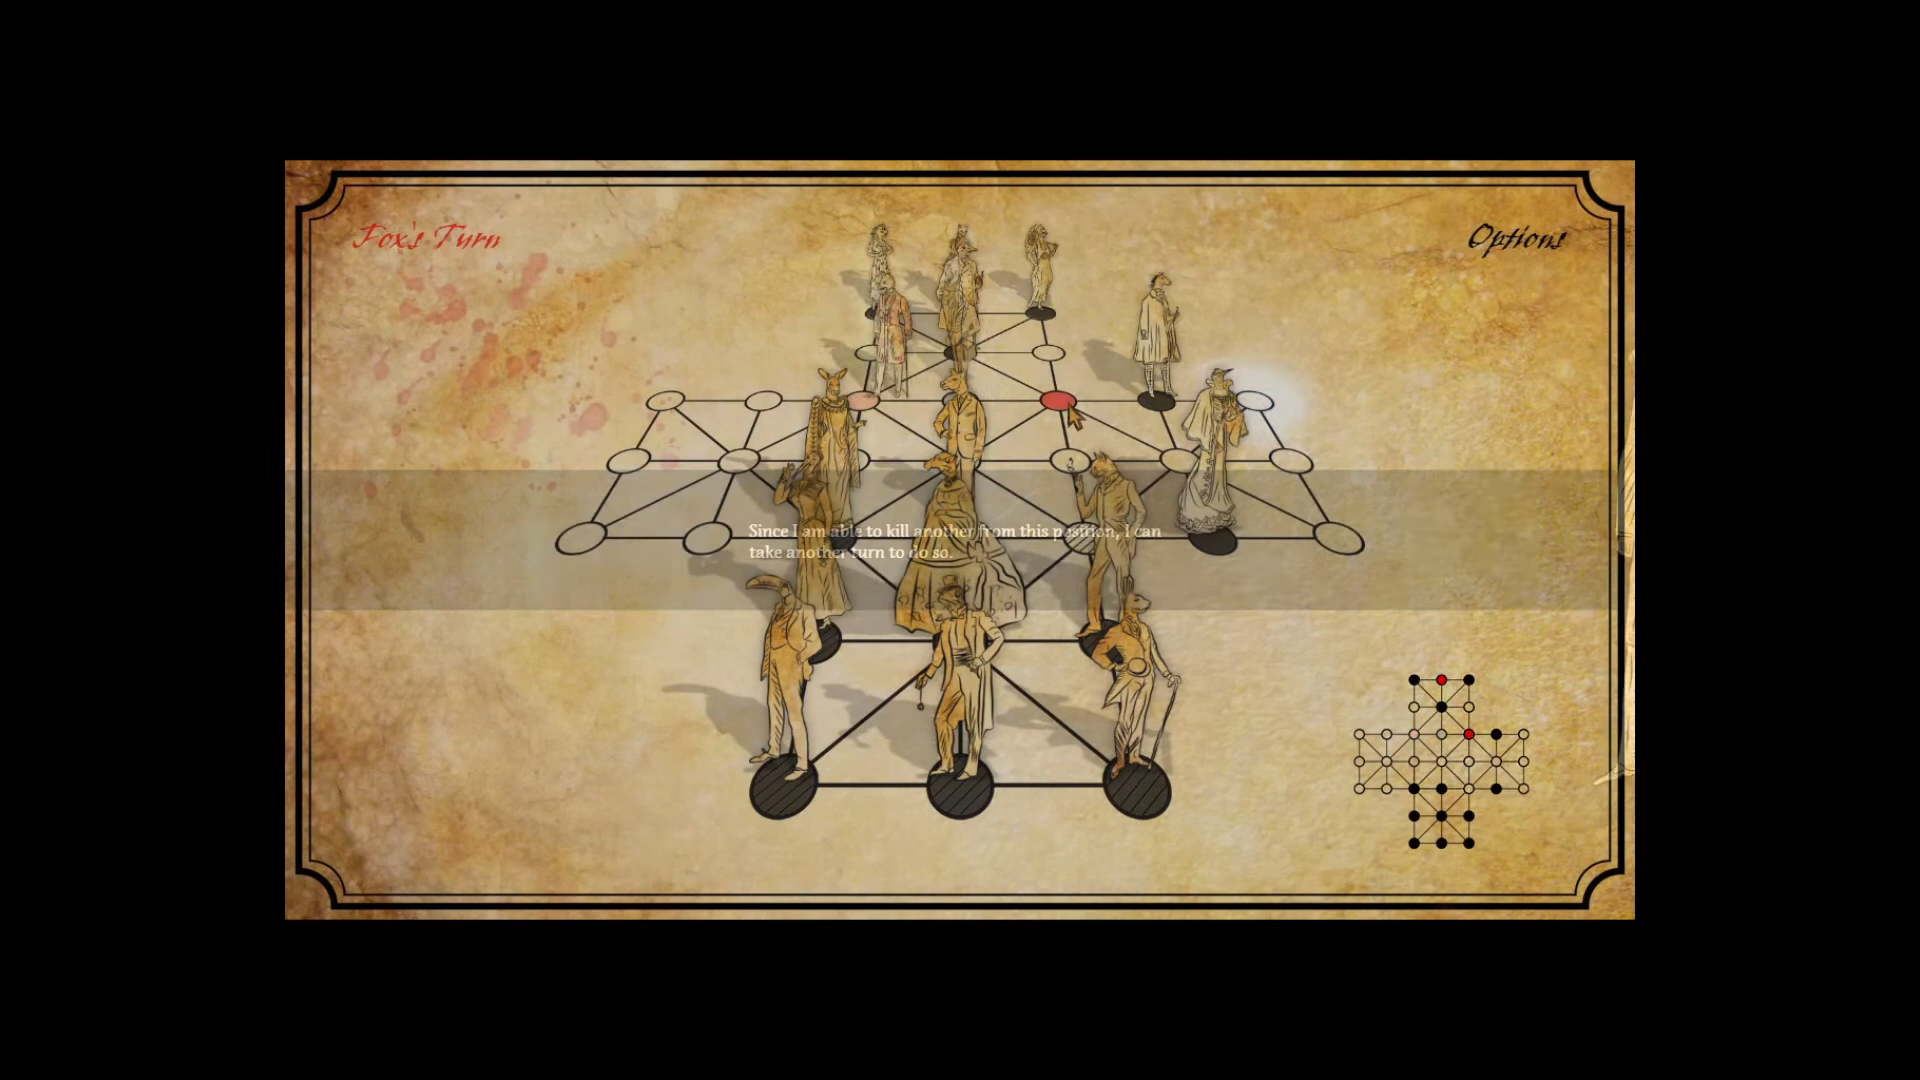 Fox's Turn
Options
Since I am able to kill another from this position, I can
take another turn to do so.